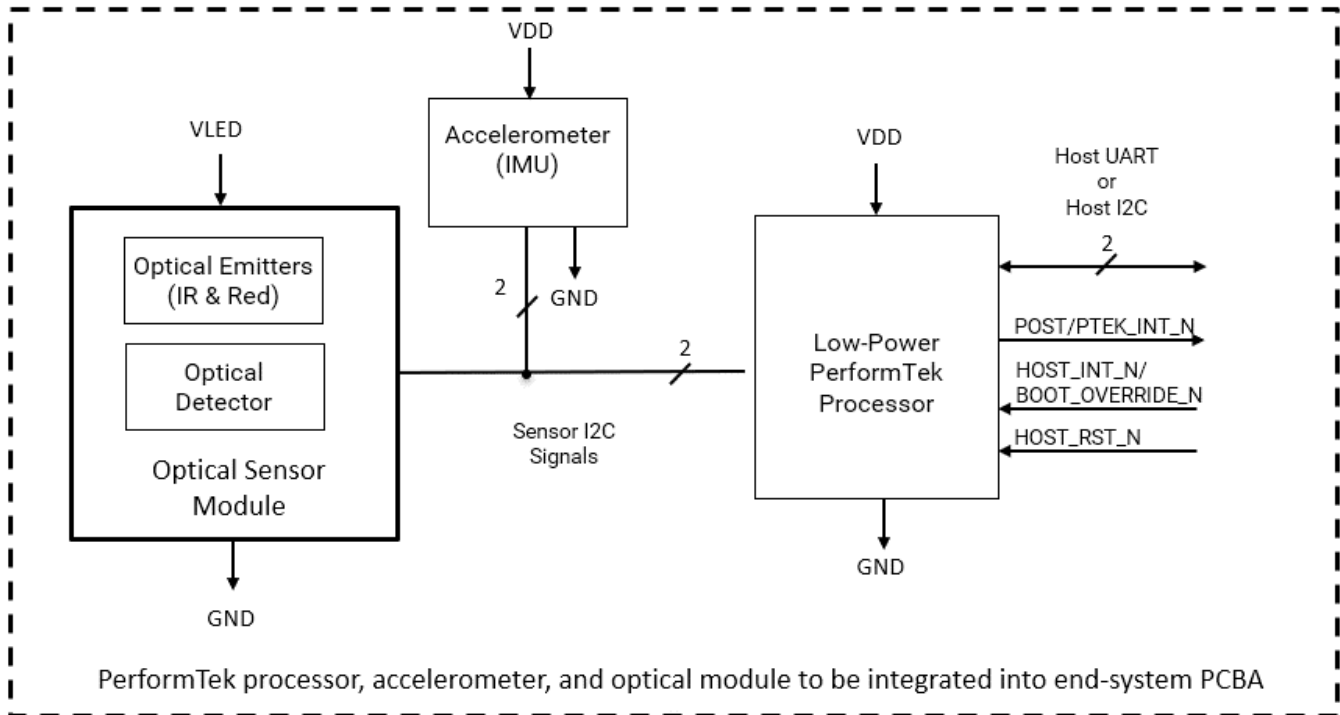 VDD
VLED
Accelerometer
(IMU)
VDD
Host UART
or
Host I2C
2
Optical Emitters
(IR & Red)
2
GND
POST/PTEK_INT_N
Optical
Detector
2
Low-Power
PerformTek
Processor
HOST_INT_N/
BOOT_OVERRIDE_N
HOST_RST_N
Sensor I2C
Signals
Optical Sensor
Module
GND
GND
PerformTek processor, accelerometer, and optical module to be integrated into end-system PCBA